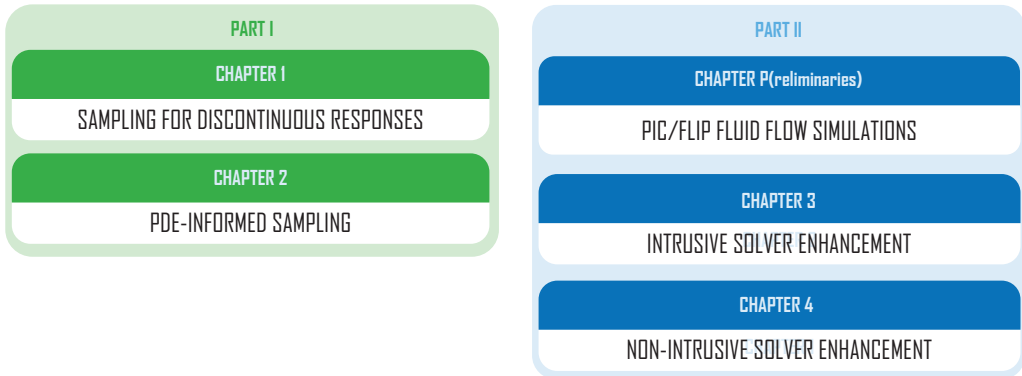 PART I
CHAPTER 1
SAMPLING FOR DISCONTINUOUS RESPONSES
CHAPTER 2
PDE-INFORMED SAMPLING
PART II
CHAPTER P(reliminaries)
PIC/FLIP FLUID FLOW SIMULATIONS
CHAPTER 3
INTRUSIVE SOLVER ENHANCEMENT
CHAPTER 4
NON-INTRUSIVE SOLVER ENHANCEMENT